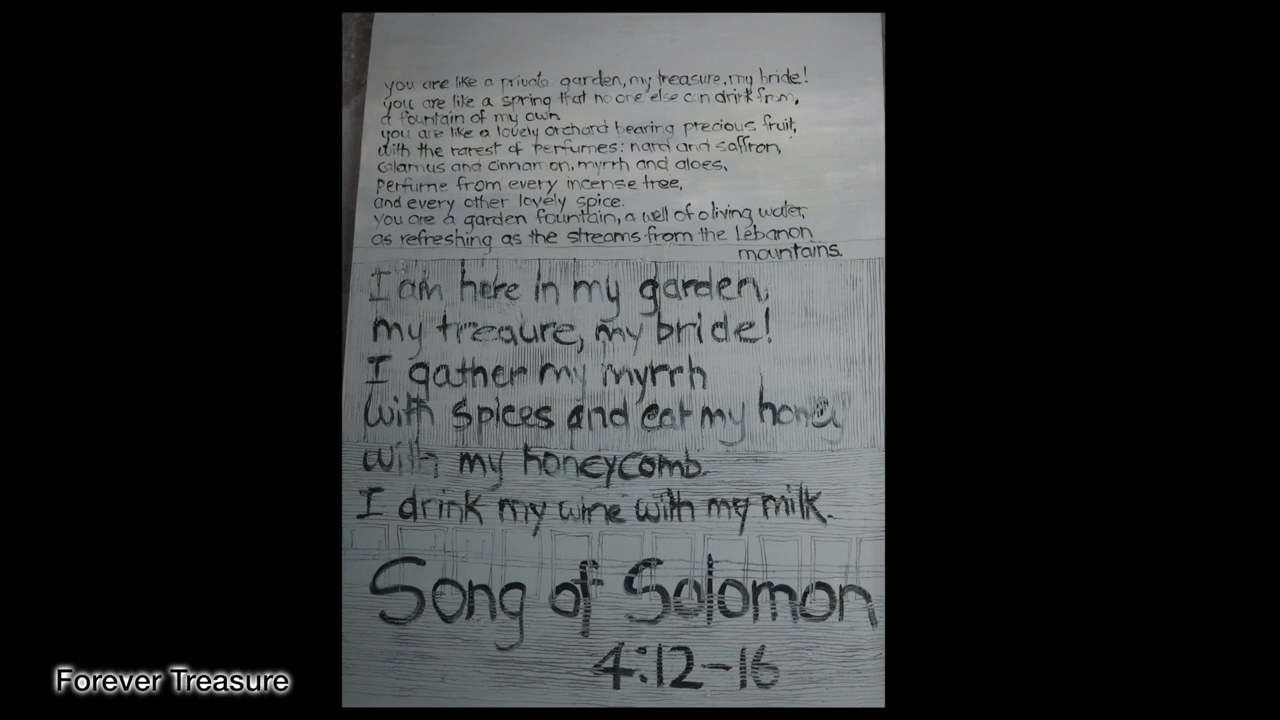 you are like a private garden, my treasure, my bride!
you are like a spring that no one else can drink from,
a fountain of my own
you are like a lovely orchard bearing precious fruit,
with the rarest of perfumes: nard and saffron,
calamus and cinnamon, myrrh and aloes,
perfume from every incense tree,
and every other lovely spice.
you are a garden fountain, a well of oliving water,
as refreshing as the streams from the Lebanon
mountains.
I am here in my garden,
my treaure, my bride!
I gather my myrrh
with spices and eat my honey
with my honeycomb.
I drink my wine with my milk.
Song of Solomon
4:12-16
Forever Treasure